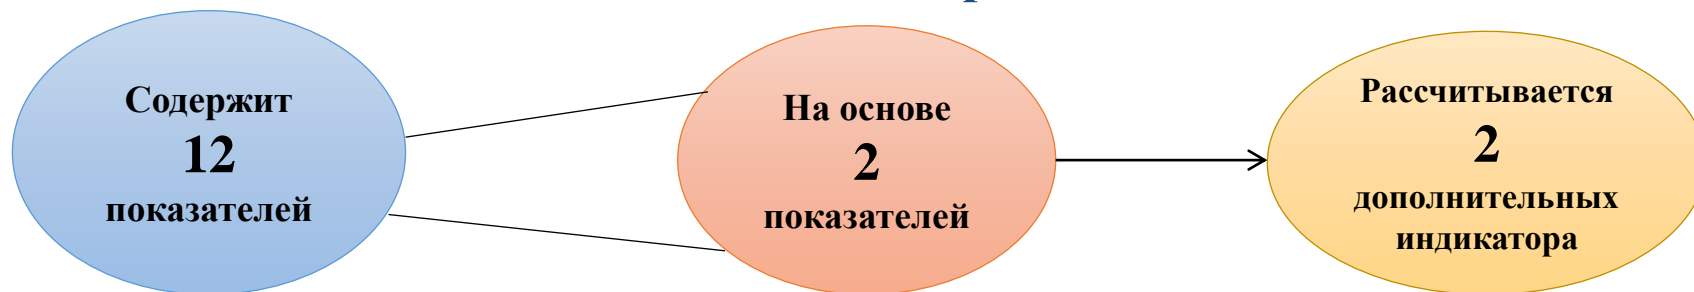 Содержит
12
показателей
На основе
2
показателей
Рассчитывается
2
дополнительных
индикатора